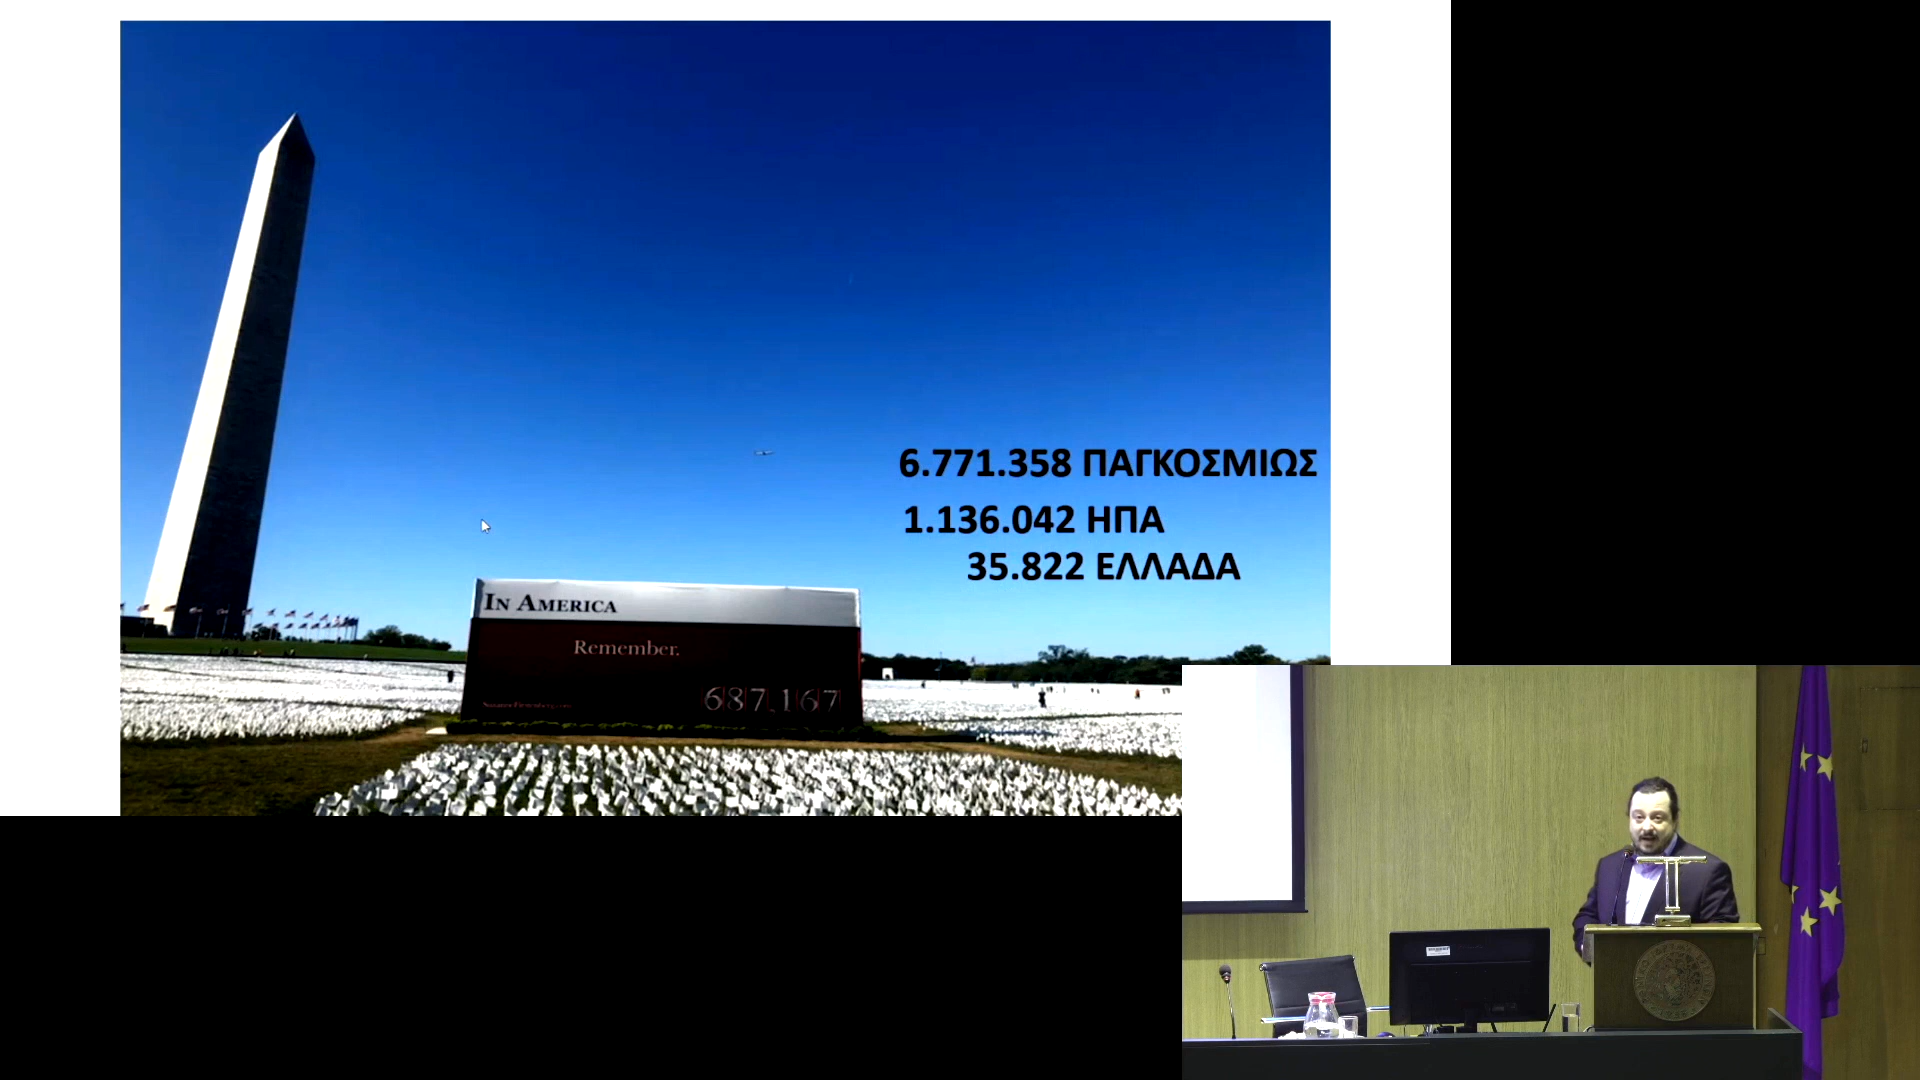 6.771.358 ΠΑΓΚΟΣΜΙΩΣ
1.136.042 ΗΠΑ
35.822 ΕΛΛΑΔΑ
IN AMERICA
Remember.
687,167